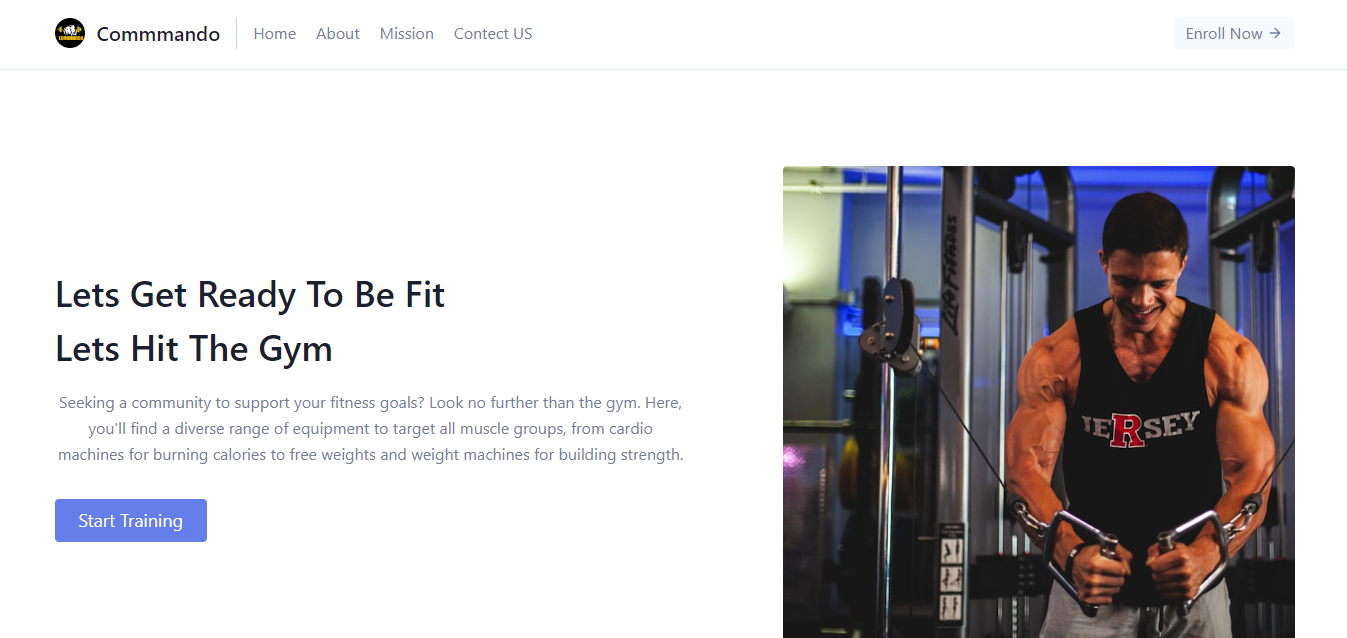 COMMANDO
Commmando
Home
About
Mission
Contect US
Enroll Now →
Lets Get Ready To Be Fit
Lets Hit The Gym
Seeking a community to support your fitness goals? Look no further than the gym. Here,
you'll find a diverse range of equipment to target all muscle groups, from cardio
machines for burning calories to free weights and weight machines for building strength.
Start Training
Life Fitness
JERSEY